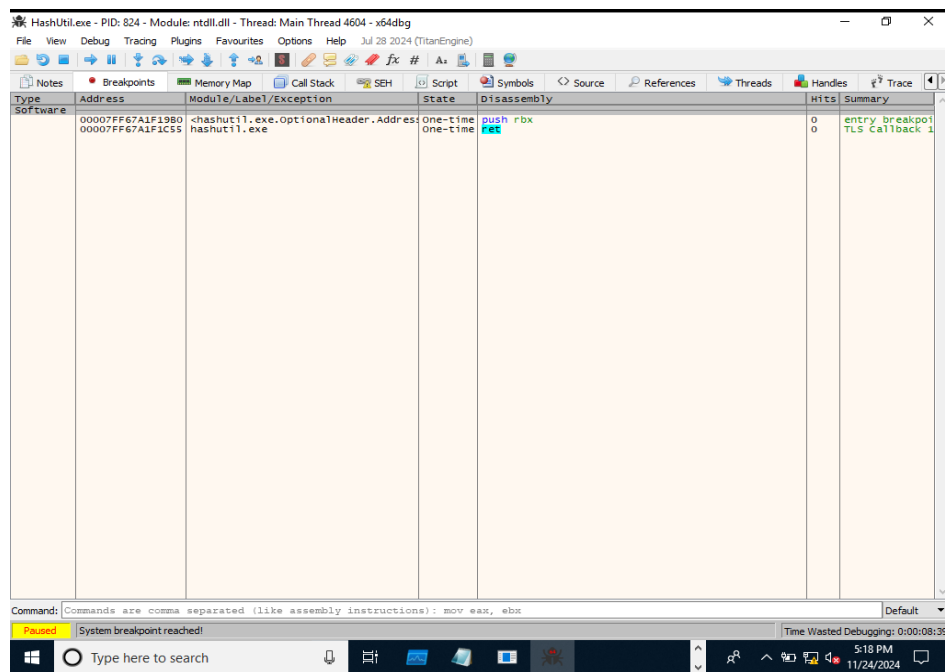 HashUtil.exe - PID: 824 - Module: ntdll.dll - Thread: Main Thread 4604 - x64dbg
File View Debug Tracing Plugins Favourites Options Help Jul 28 2024 (TitanEngine)
fx # A2
Notes Breakpoints Memory Map Call Stack SEH Script Symbols Source References Threads Handles Trace
Type Address Module/Label/Exception State Disassembly Hits Summary
Software
00007FF67A1F19B0 <hashutil.exe.OptionalHeader.Address One-time push rbx 0 entry breakpoi
00007FF67A1F1C55 hashutil.exe One-time ret 0 TLS Callback 1
Command: Commands are comma separated (like assembly instructions): mov eax, ebx Default
Paused System breakpoint reached! Time Wasted Debugging: 0:00:08:39
Type here to search 5:18 PM
11/24/2024